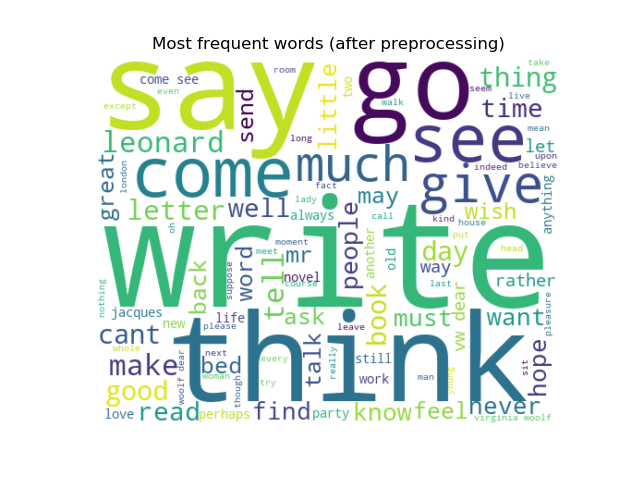 Most frequent words (after preprocessing)
say go
come see
even
except
send
long
little
two
room
walk
seem
take
thing
live
time
mean
see
let
upon
believe
indeed
leonard
great
london
come
much
fact
may
give
wish
anything
letter
well
lady
always
call
kind
house
oh
people
another
old
write
day
way
put
last
head
rather
nothing
back
suppose
word
tell
meet
moment
mr
novel
course
jacques
new
life
please
ask
leave
book
must
vw dear
want
pleasure
cant
whole
make
woolf dear
next
bed
woman
though
think
every
try
talk
really
still
work
man
young
sit
hope
good
love
read
perhaps
find
party
know
feel
never
virginia woolf